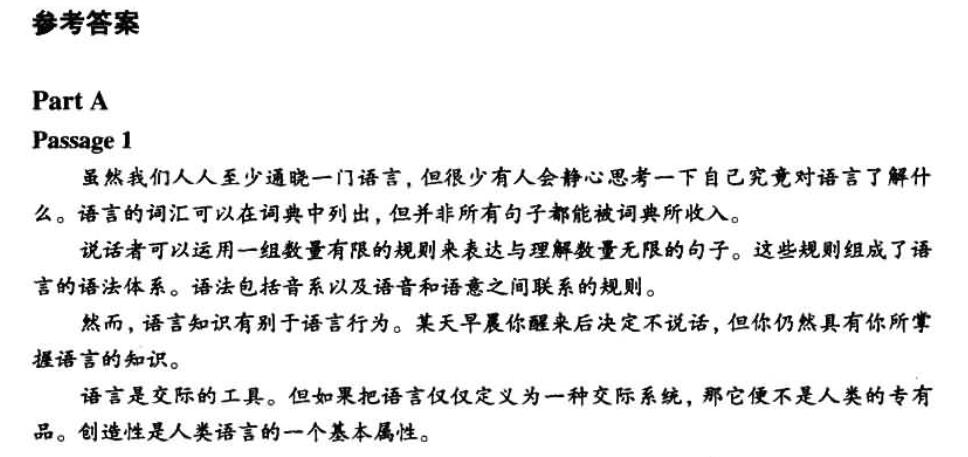 参考答案
Part A
Passage 1
虽然我们人人至少通晓一门语言，但很少有人会静心思考一下自己究竟对语言了解什
么。语言的词汇可以在词典中列出，但并非所有句子都能被词典所收入。
说话者可以运用一组数量有限的规则来表达与理解数量无限的句子。这些规则组成了语
言的语法体系。语法包括音系以及语音和语意之间联系的规则。
然而，语言知识有别于语言行为。某天早晨你醒来后决定不说话，但你仍然具有你所掌
握语言的知识。
语言是交际的工具。但如果把语言仅仅定义为一种交际系统，那它便不是人类的专有
品。创造性是人类语言的一个基本属性。